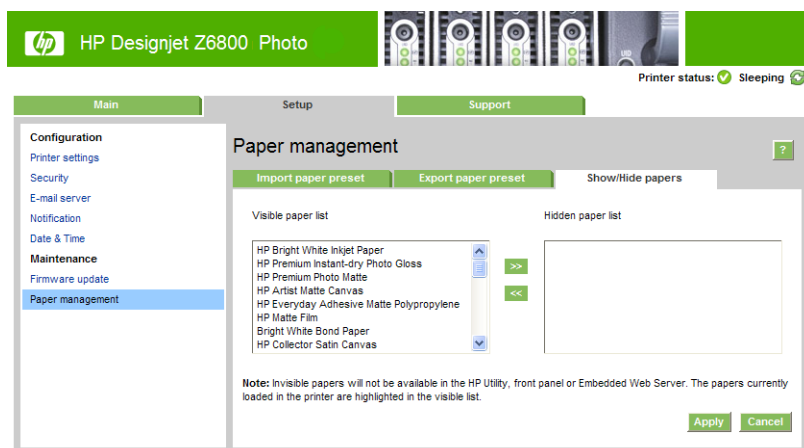 hp HP Designjet Z6800 Photo
UID
Printer status: Sleeping
Main Setup Support
Configuration
Printer settings
Security
E-mail server
Notification
Date & Time
Maintenance
Firmware update
Paper management
Paper management
?
Import paper preset Export paper preset Show/Hide papers
Visible paper list Hidden paper list
HP Bright White Inkjet Paper
HP Premium Instant-dry Photo Gloss
HP Premium Photo Matte
HP Artist Matte Canvas
HP Everyday Adhesive Matte Polypropylene
HP Matte Film
Bright White Bond Paper
HP Collector Satin Canvas
>>
<<
Note: Invisible papers will not be available in the HP Utility, front panel or Embedded Web Server. The papers currently
loaded in the printer are highlighted in the visible list.
Apply Cancel